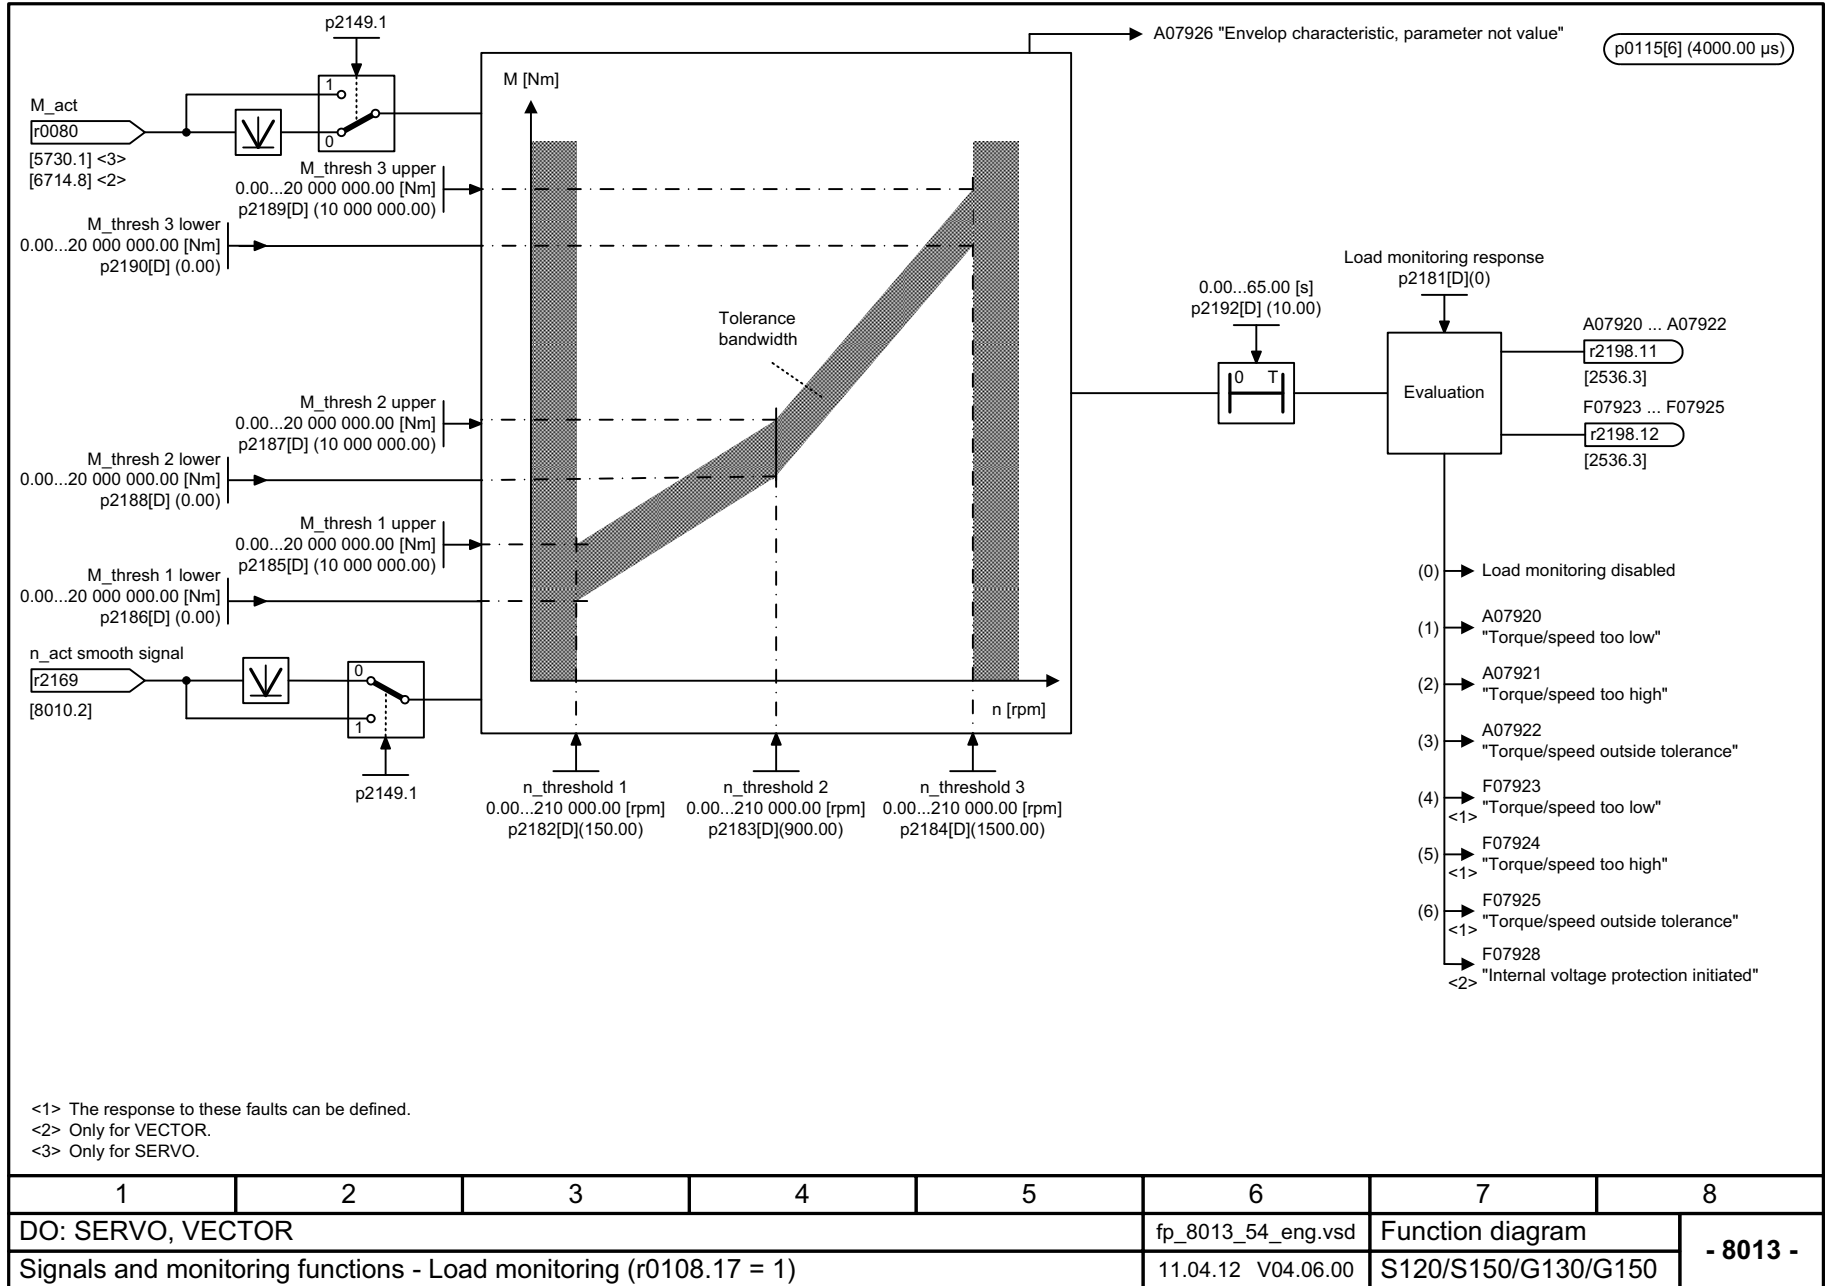 p2149.1
A07926 "Envelop characteristic, parameter not value"
p0115[6] (4000.00 µs)
M_act
r0080
[5730.1] <3>
[6714.8] <2>
1
0
M [Nm]
M_thresh 3 upper
0.00...20 000 000.00 [Nm]
p2189[D] (10 000 000.00)
M_thresh 3 lower
0.00...20 000 000.00 [Nm]
p2190[D] (0.00)
Tolerance
bandwidth
M_thresh 2 upper
0.00...20 000 000.00 [Nm]
p2187[D] (10 000 000.00)
M_thresh 2 lower
0.00...20 000 000.00 [Nm]
p2188[D] (0.00)
M_thresh 1 upper
0.00...20 000 000.00 [Nm]
p2185[D] (10 000 000.00)
M_thresh 1 lower
0.00...20 000 000.00 [Nm]
p2186[D] (0.00)
n_act smooth signal
r2169
[8010.2]
0
1
p2149.1
n [rpm]
n_threshold 1
0.00...210 000.00 [rpm]
p2182[D](150.00)
n_threshold 2
0.00...210 000.00 [rpm]
p2183[D](900.00)
n_threshold 3
0.00...210 000.00 [rpm]
p2184[D](1500.00)
0.00...65.00 [s]
p2192[D] (10.00)
0 T
Load monitoring response
p2181[D](0)
Evaluation
A07920 ... A07922
r2198.11
[2536.3]
F07923 ... F07925
r2198.12
[2536.3]
(0) Load monitoring disabled
(1) A07920
"Torque/speed too low"
(2) A07921
"Torque/speed too high"
(3) A07922
"Torque/speed outside tolerance"
(4) F07923
<1> "Torque/speed too low"
(5) F07924
<1> "Torque/speed too high"
(6) F07925
<1> "Torque/speed outside tolerance"
F07928
<2> "Internal voltage protection initiated"
<1> The response to these faults can be defined.
<2> Only for VECTOR.
<3> Only for SERVO.
1 2 3 4 5 6 7 8
DO: SERVO, VECTOR
fp_8013_54_eng.vsd
Function diagram
- 8013 -
Signals and monitoring functions - Load monitoring (r0108.17 = 1)
11.04.12 V04.06.00
S120/S150/G130/G150